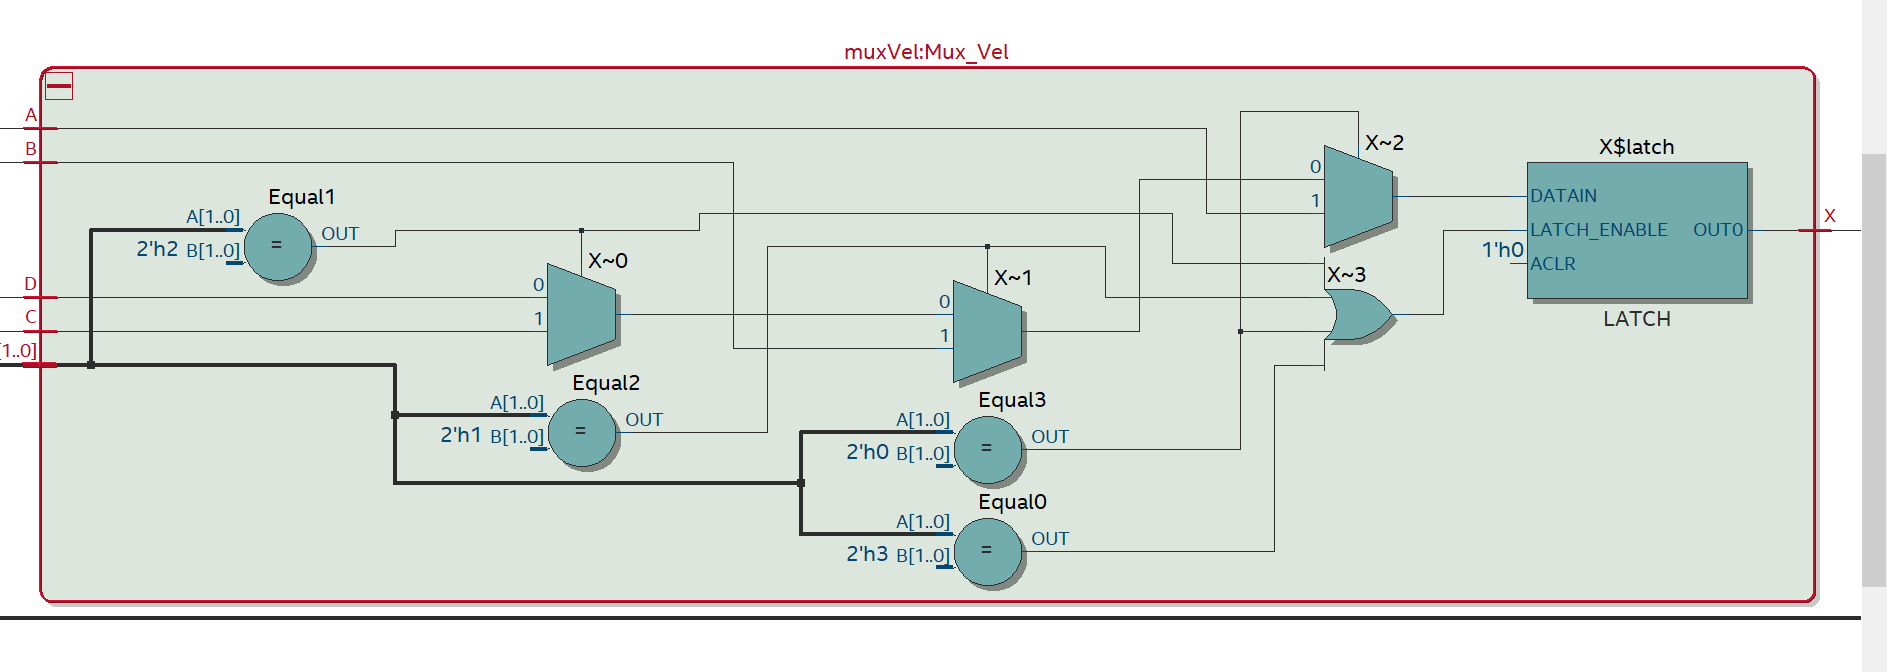 muxVel:Mux_Vel
A
B
Equal1
A[1..0]
2'h2 B[1..0]
=
OUT
D
C
[1..0]
X~0
0
1
Equal2
A[1..0]
2'h1 B[1..0]
=
OUT
X~1
0
1
Equal3
A[1..0]
2'h0 B[1..0]
=
OUT
Equal0
A[1..0]
2'h3 B[1..0]
=
OUT
X~2
0
1
X~3
X$latch
DATAIN
LATCH_ENABLE OUT0
1'h0 ACLR
LATCH
X